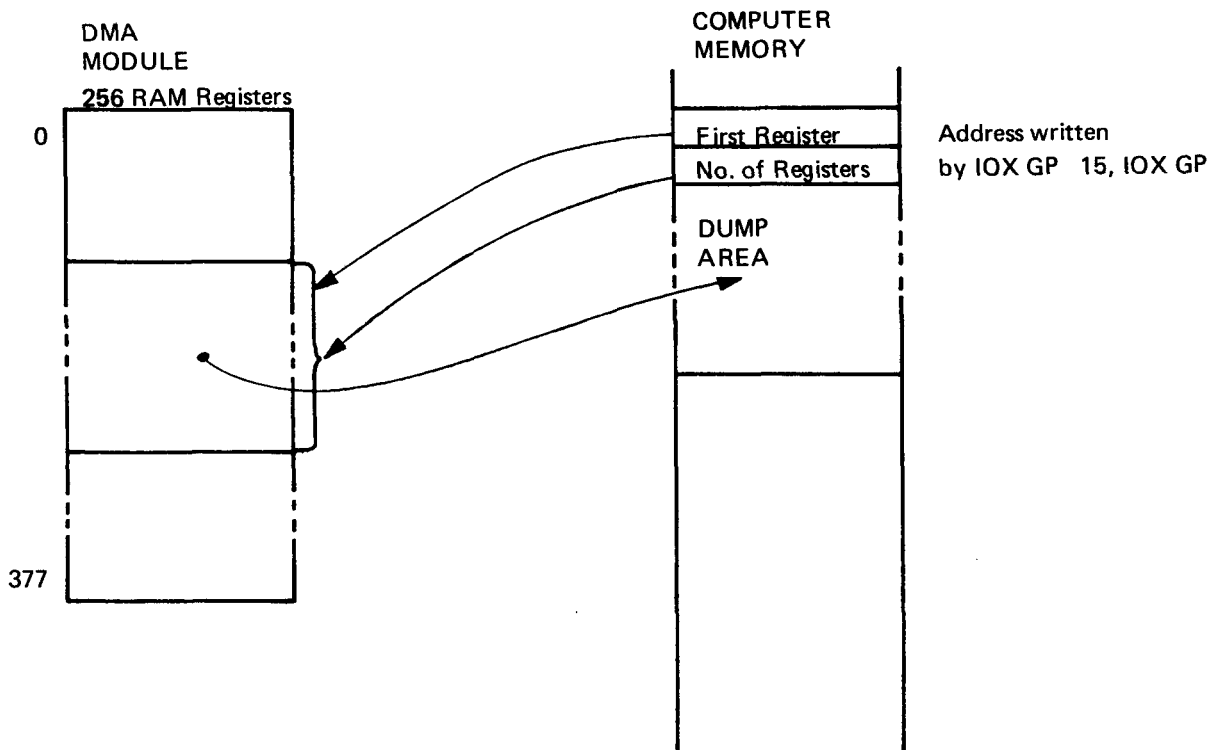 DMA
MODULE
256 RAM Registers
0
377
COMPUTER
MEMORY
First Register
No. of Registers
DUMP
AREA
Address written
by IOX GP 15, IOX GP